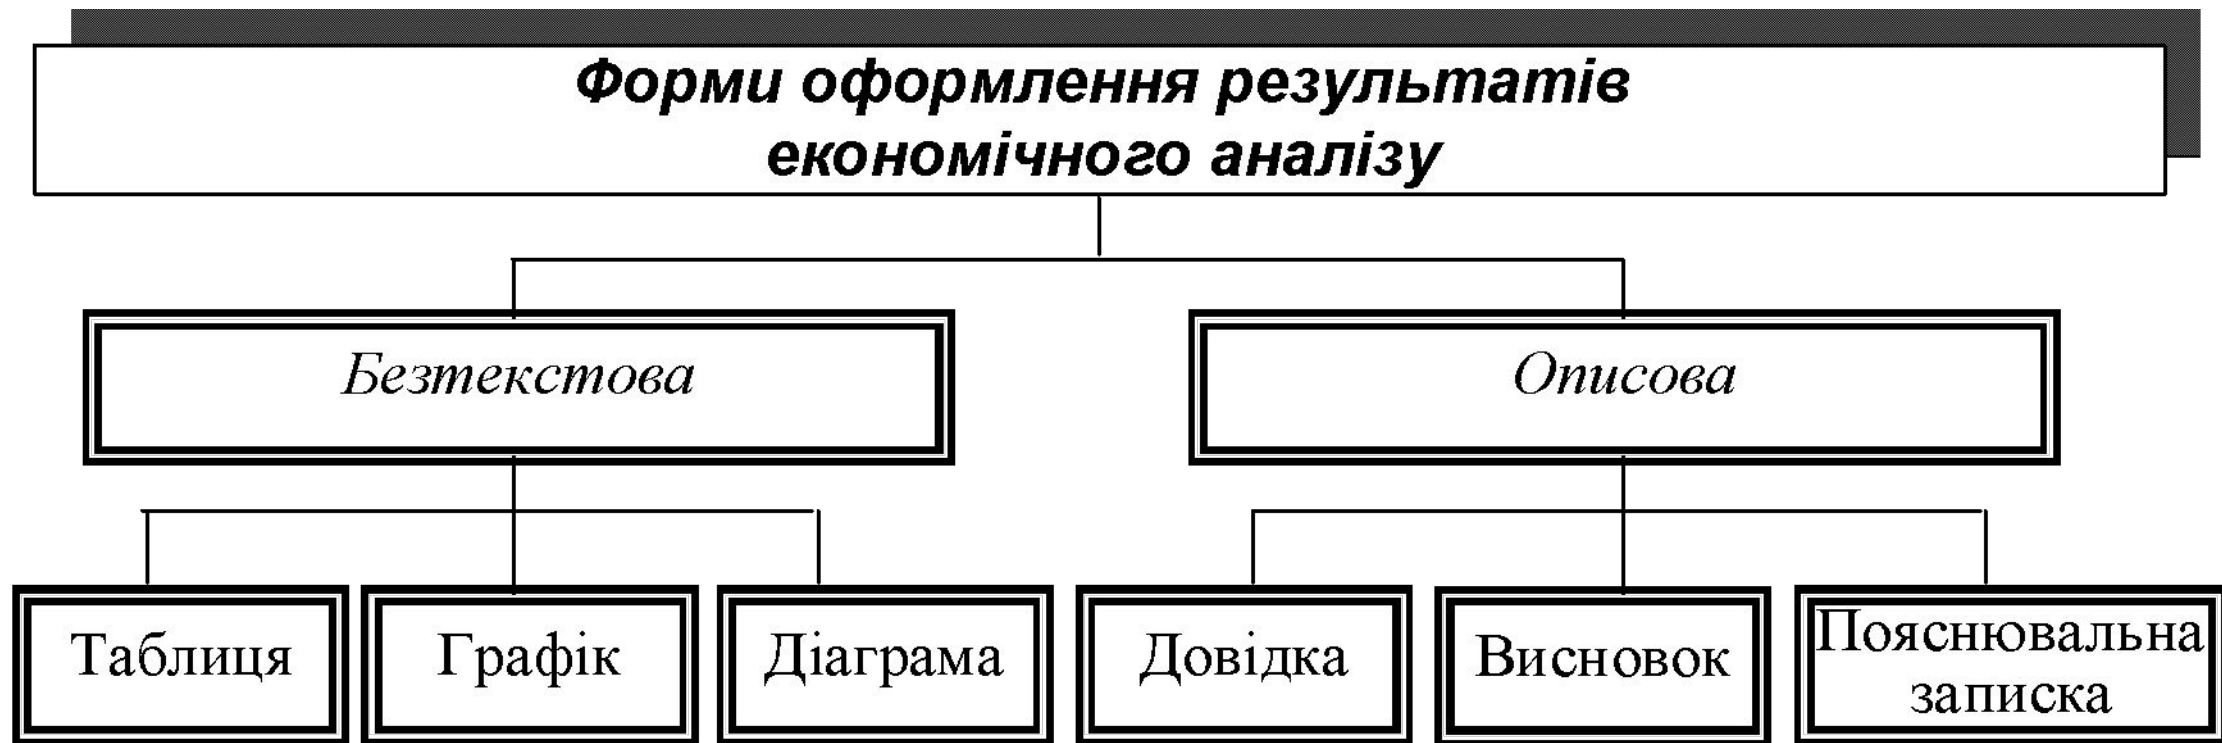 Форми оформлення результатів
економічного аналізу
Безтекстова
Описова
Таблиця
Графік
Діаграма
Довідка
Висновок
Пояснювальна
записка